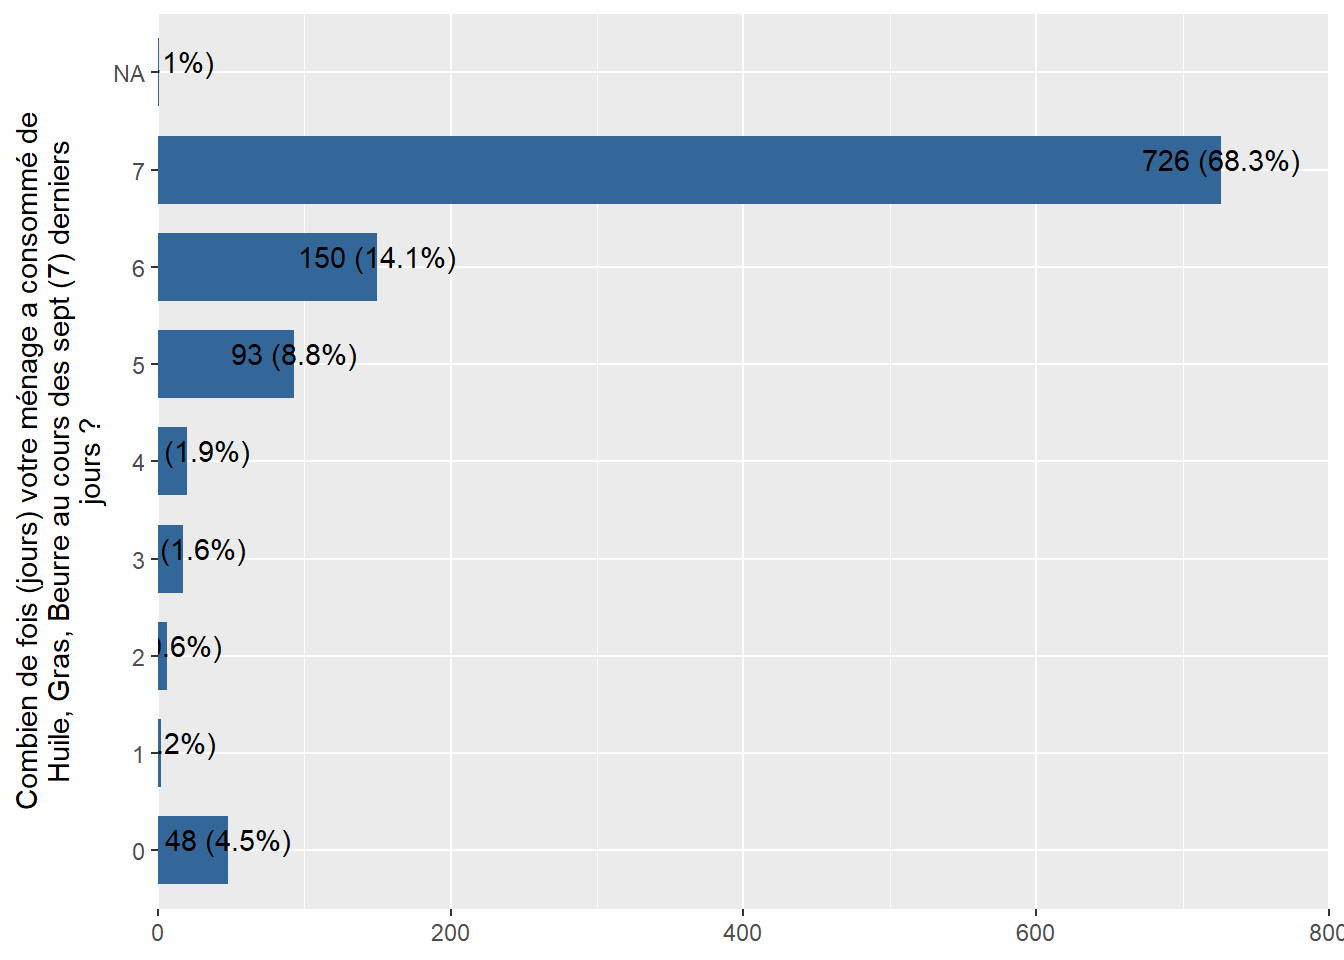 Combien de fois (jours) votre ménage a consommé de
Huile, Gras, Beurre au cours des sept (7) derniers
jours ?
NA 1%)
7 726 (68.3%)
6 150 (14.1%)
5 93 (8.8%)
4 (1.9%)
3 (1.6%)
2 .6%)
1 .2%)
0 48 (4.5%)
0 200 400 600 800